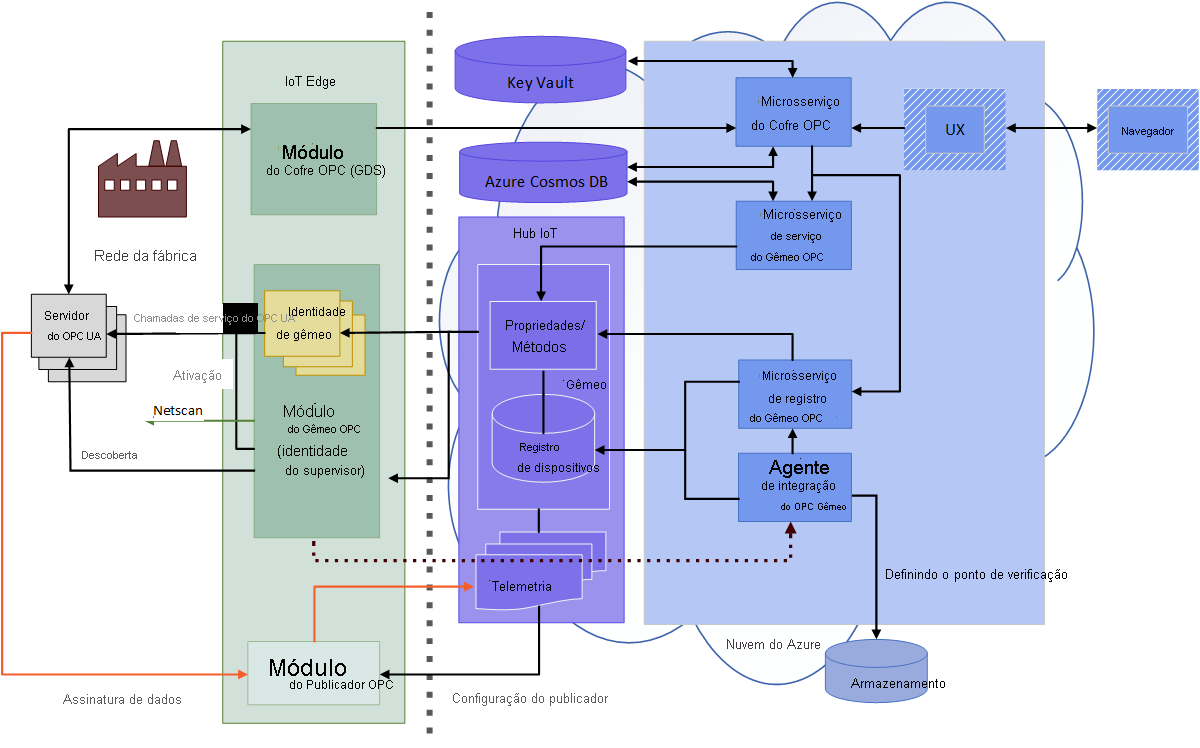 IoT Edge
Módulo
do Cofre OPC (GDS)
Rede da fábrica
Servidor
do OPC UA
Chamadas de serviço do OPC UA
Identidade
de gêmeo
Ativação
Netscan
Descoberta
Módulo
do Gêmeo OPC
(identidade
do supervisor)
Módulo
do Publicador OPC
Assinatura de dados
Configuração do publicador
Key Vault
Azure Cosmos DB
Hub IoT
Propriedades/
Métodos
Gêmeo
Registro
de dispositivos
Telemetria
Microsserviço
do Cofre OPC
UX
Navegador
Microsserviço
de serviço
do Gêmeo OPC
Microsserviço
de registro
do Gêmeo OPC
Agente
de integração
do OPC Gêmeo
Definindo o ponto de verificação
Nuvem do Azure
Armazenamento